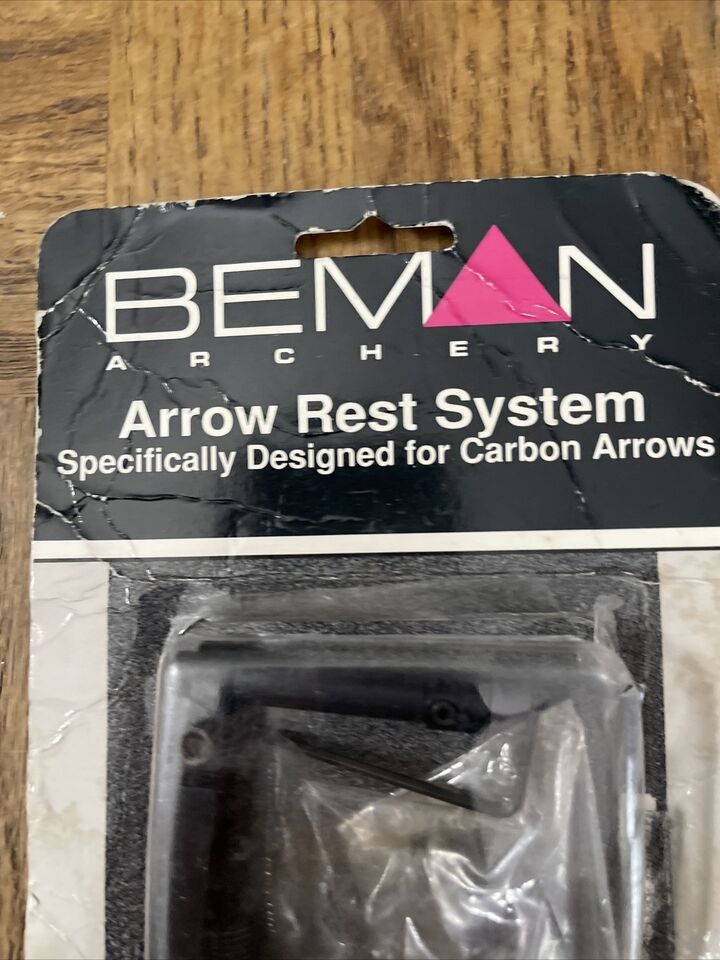 BEMAN
ARCHERY
Arrow Rest System
Specifically Designed for Carbon Arrows